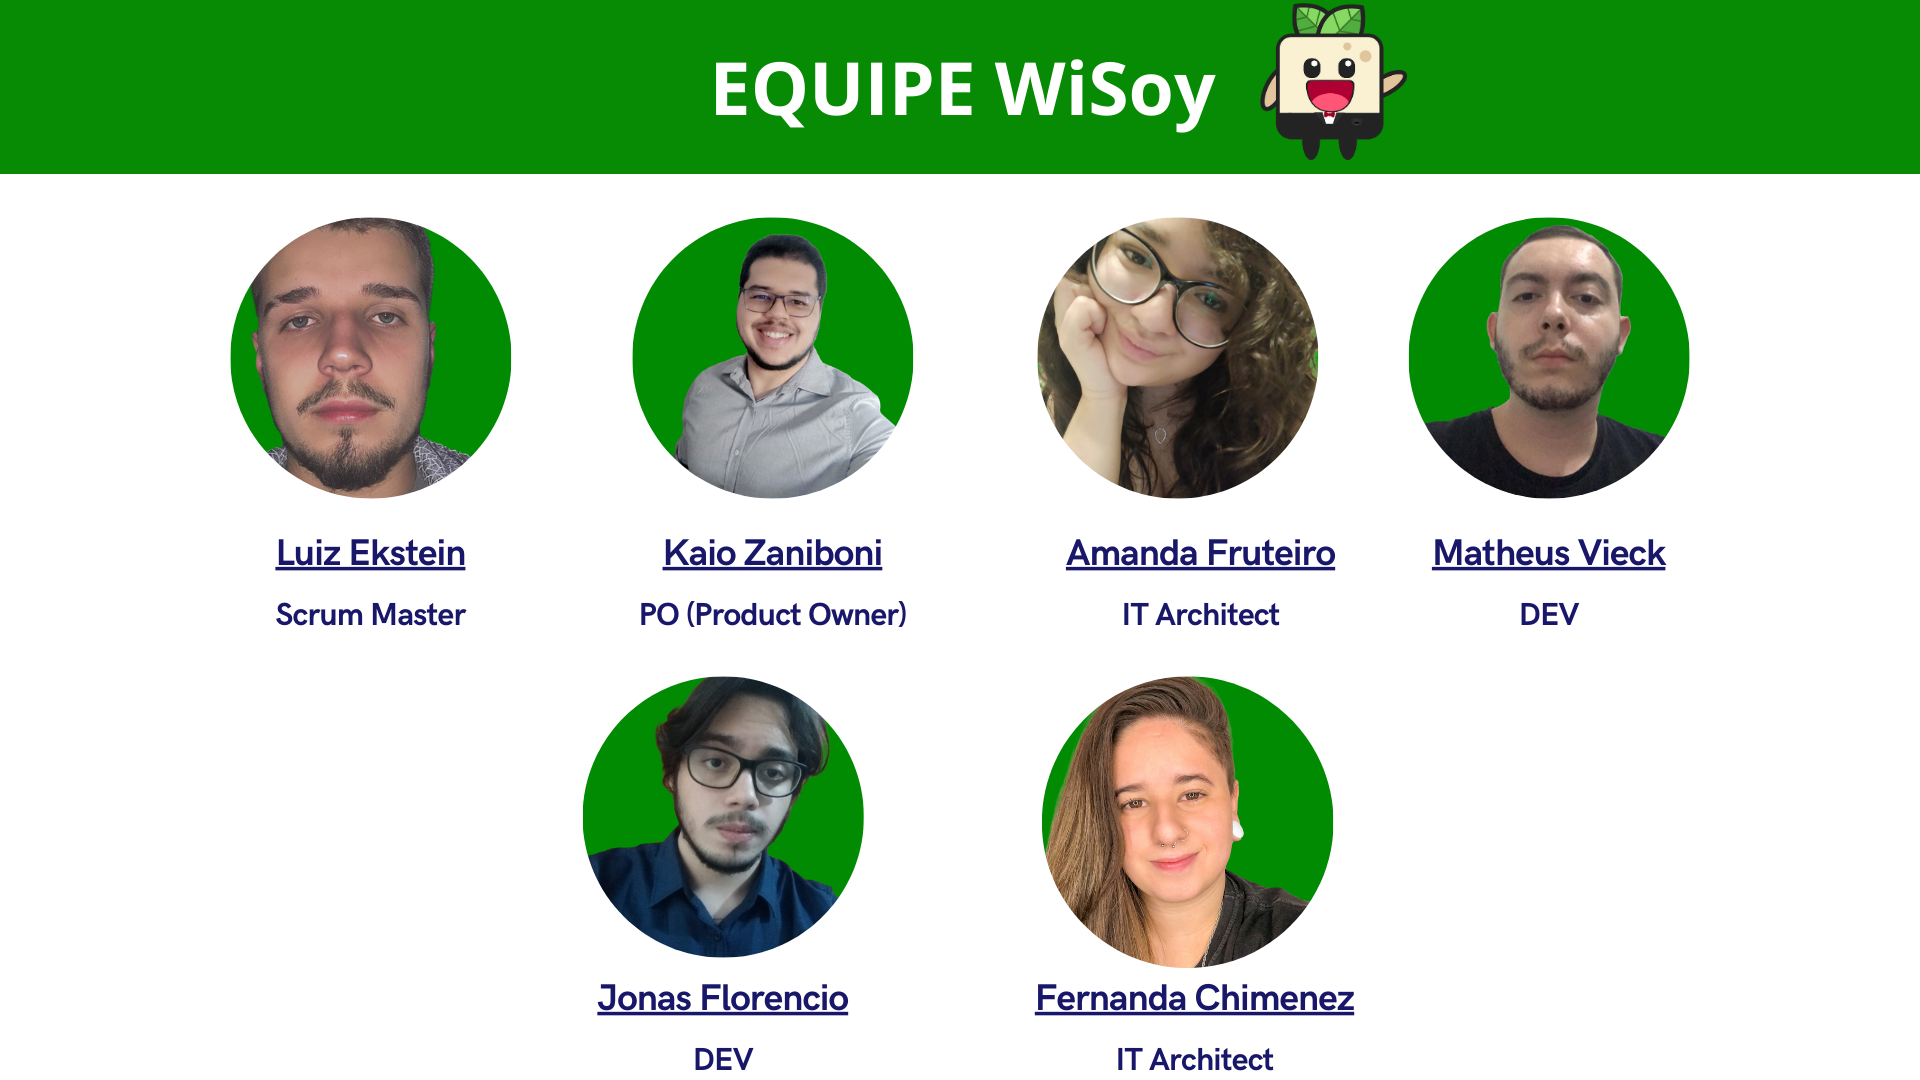 EQUIPE WiSoy
Luiz Ekstein
Scrum Master
Kaio Zaniboni
PO (Product Owner)
Amanda Fruteiro
IT Architect
Matheus Vieck
DEV
Jonas Florencio
DEV
Fernanda Chimenez
IT Architect